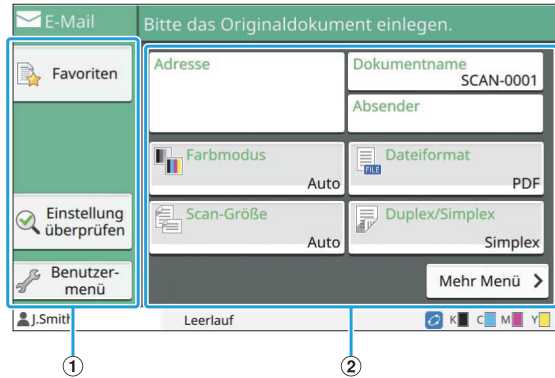 E-Mail
Bitte das Originaldokument einlegen.
Favoriten
Einstellung
überprüfen
Benutzer-
menü
Adresse
Dokumentname
SCAN-0001
Absender
Farbmodus
Auto
FILE
Dateiformat
PDF
Scan-Größe
Auto
Duplex/Simplex
Simplex
Mehr Menü
J.Smith
Leerlauf
K C M Y
1
2